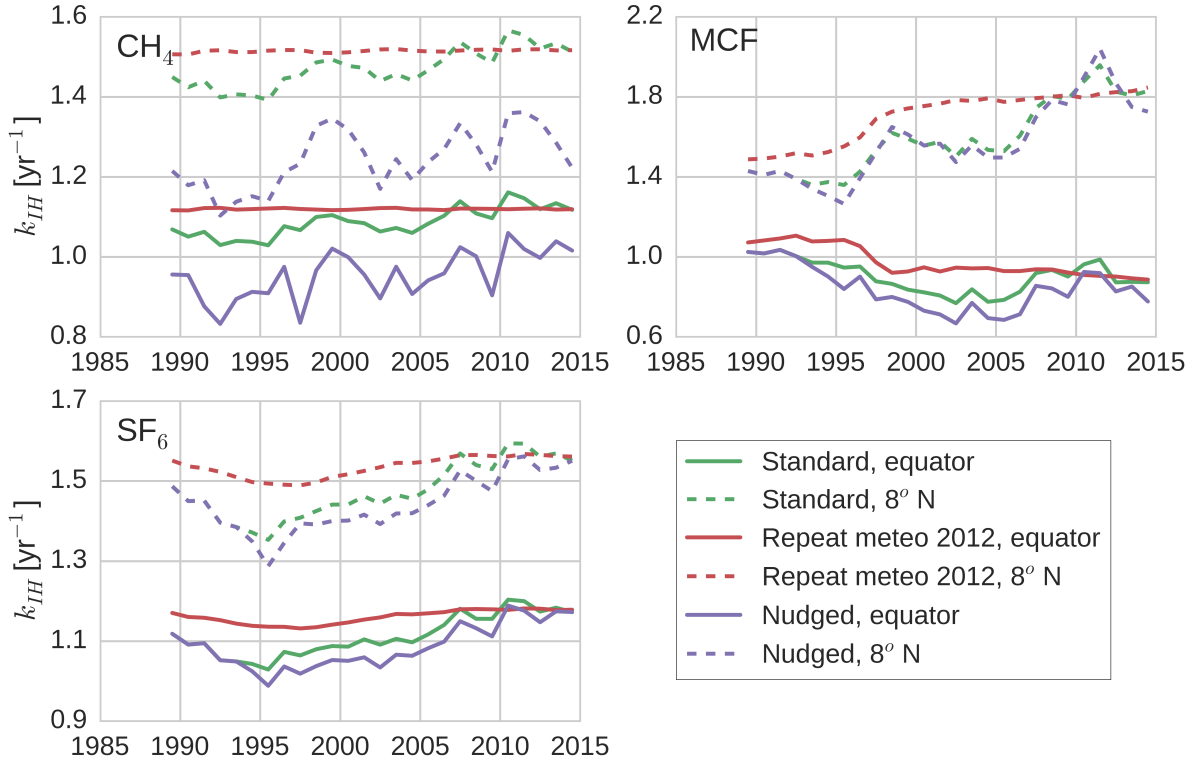 CH₄
1.6
1.4
1.2
1.0
0.8
k_IH [yr⁻¹]
1985 1990 1995 2000 2005 2010 2015
MCF
2.2
1.8
1.4
1.0
0.6
1985 1990 1995 2000 2005 2010 2015
SF₆
1.7
1.5
1.3
1.1
0.9
k_IH [yr⁻¹]
1985 1990 1995 2000 2005 2010 2015
Standard, equator
Standard, 8° N
Repeat meteo 2012, equator
Repeat meteo 2012, 8° N
Nudged, equator
Nudged, 8° N